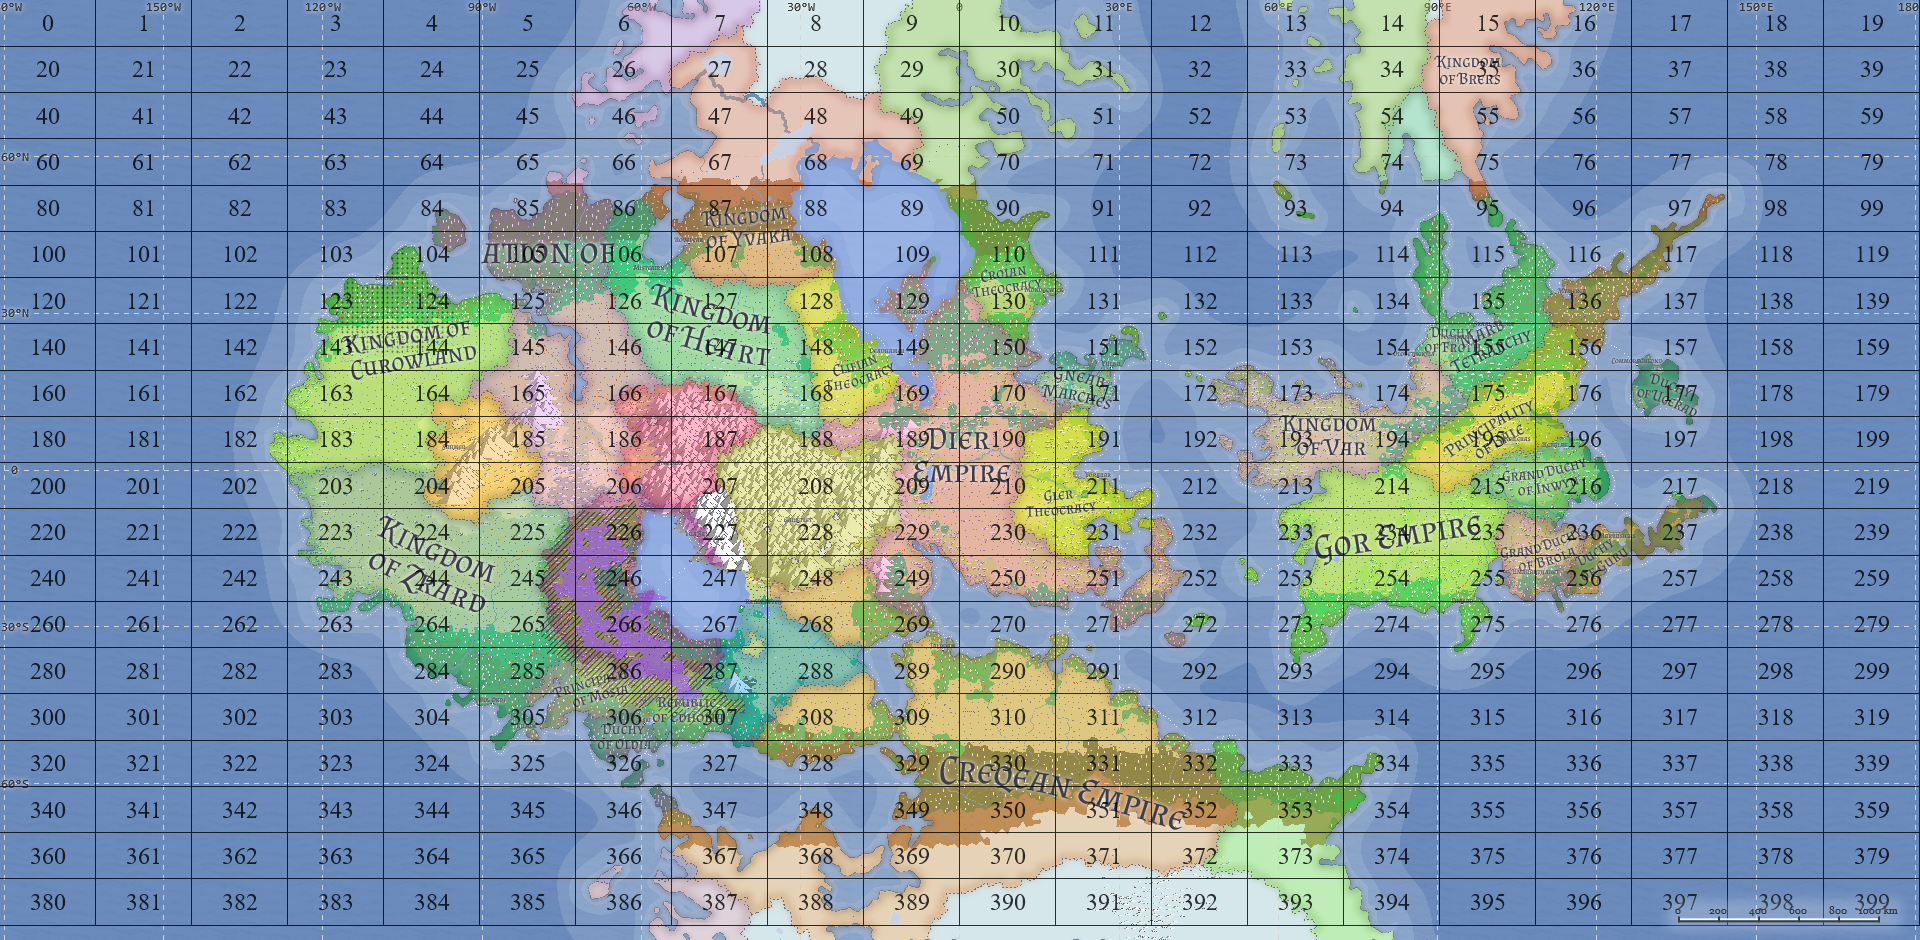 150°W 120°W 90°W 60°W 30°W 0 30°E 60°E 90°E 120°E 150°E
0 1 2 3 4 5 6 7 8 9 10 11 12 13 14 15 16 17 18 19
20 21 22 23 24 25 26 27 28 29 30 31 32 33 34 35 36 37 38 39
KINGDOM
OF BRERS
40 41 42 43 44 45 46 47 48 49 50 51 52 53 54 55 56 57 58 59
60°N
60 61 62 63 64 65 66 67 68 69 70 71 72 73 74 75 76 77 78 79
80 81 82 83 84 85 86 87 88 89 90 91 92 93 94 95 96 97 98 99
KINGDOM
OF YVAKA
100 101 102 103 104 105 106 107 108 109 110 111 112 113 114 115 116 117 118 119
ATION OF
CROIAN
THEOCRACY
120 121 122 123 124 125 126 127 128 129 130 131 132 133 134 135 136 137 138 139
30°N
KINGDOM
OF HEART
KINGDOM OF
CUROWLAND
140 141 142 143 144 145 146 147 148 149 150 151 152 153 154 155 156 157 158 159
TETRARCHY
THEOCRACY
160 161 162 163 164 165 166 167 168 169 170 171 172 173 174 175 176 177 178 179
MARCHES
180 181 182 183 184 185 186 187 188 189 190 191 192 193 194 195 196 197 198 199
DIER
EMPIRE
KINGDOM
OF VAR
PRINCIPALITY
0
200 201 202 203 204 205 206 207 208 209 210 211 212 213 214 215 216 217 218 219
GIER
THEOCRACY
GRAND DUCHY
OF INWY
220 221 222 223 224 225 226 227 228 229 230 231 232 233 234 235 236 237 238 239
KINGDOM
OF ZHARD
GOR EMPIRE
GRAND DUCHY
OF BROLA
240 241 242 243 244 245 246 247 248 249 250 251 252 253 254 255 256 257 258 259
30°S
260 261 262 263 264 265 266 267 268 269 270 271 272 273 274 275 276 277 278 279
280 281 282 283 284 285 286 287 288 289 290 291 292 293 294 295 296 297 298 299
OF MOSIA
REPUBLIC
300 301 302 303 304 305 306 307 308 309 310 311 312 313 314 315 316 317 318 319
DUCHY
320 321 322 323 324 325 326 327 328 329 330 331 332 333 334 335 336 337 338 339
CREQEAN EMPIRE
60°S
340 341 342 343 344 345 346 347 348 349 350 351 352 353 354 355 356 357 358 359
360 361 362 363 364 365 366 367 368 369 370 371 372 373 374 375 376 377 378 379
380 381 382 383 384 385 386 387 388 389 390 391 392 393 394 395 396 397 398 399
0 200 400 600 800 1000 km